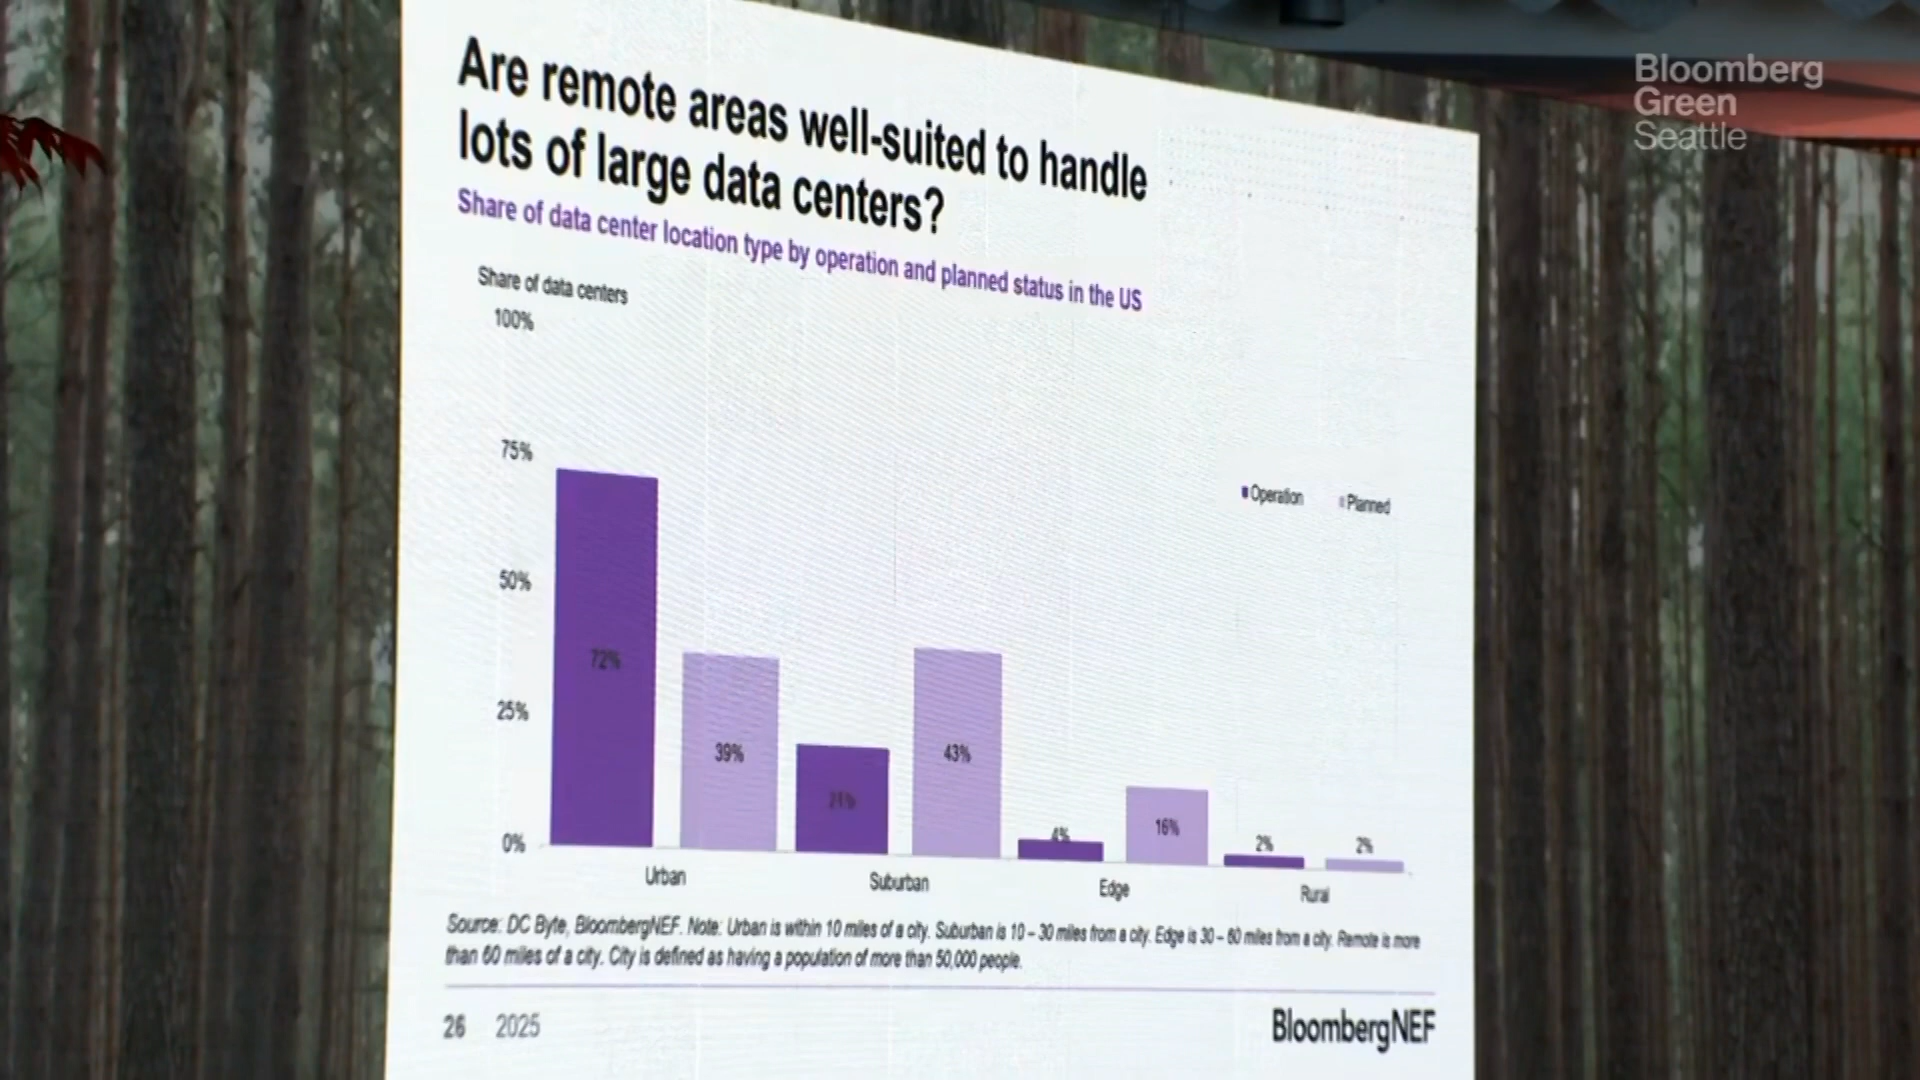 Bloomberg
Green
Seattle
Are remote areas well-suited to handle
lots of large data centers?
Share of data center location type by operation and planned status in the US
Share of data centers
100%
75%
50%
25%
0%
Operation
Planned
72%
39%
21%
43%
4%
16%
2%
2%
Urban
Suburban
Edge
Rural
Source: DC Byte, BloombergNEF. Note: Urban is within 10 miles of a city. Suburban is 10 – 30 miles from a city. Edge is 30 – 60 miles from a city. Remote is more
than 60 miles of a city. City is defined as having a population of more than 50,000 people.
26 2025
BloombergNEF